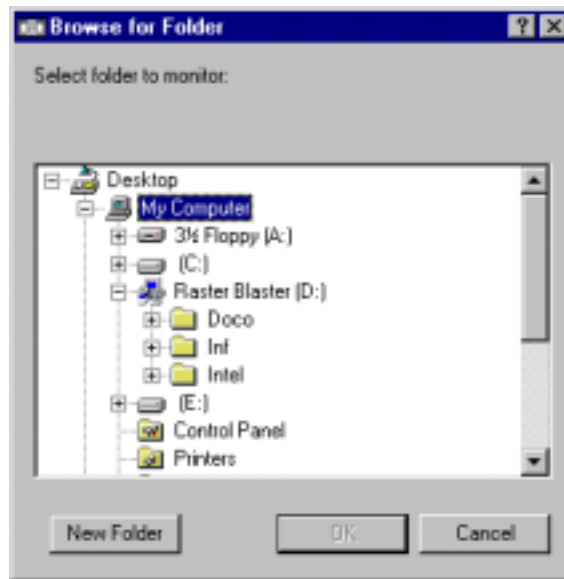 Browse for Folder
Select folder to monitor:
Desktop
My Computer
3½ Floppy (A:)
(C:)
Raster Blaster (D:)
Doco
Inf
Intel
(E:)
Control Panel
Printers
New Folder OK Cancel